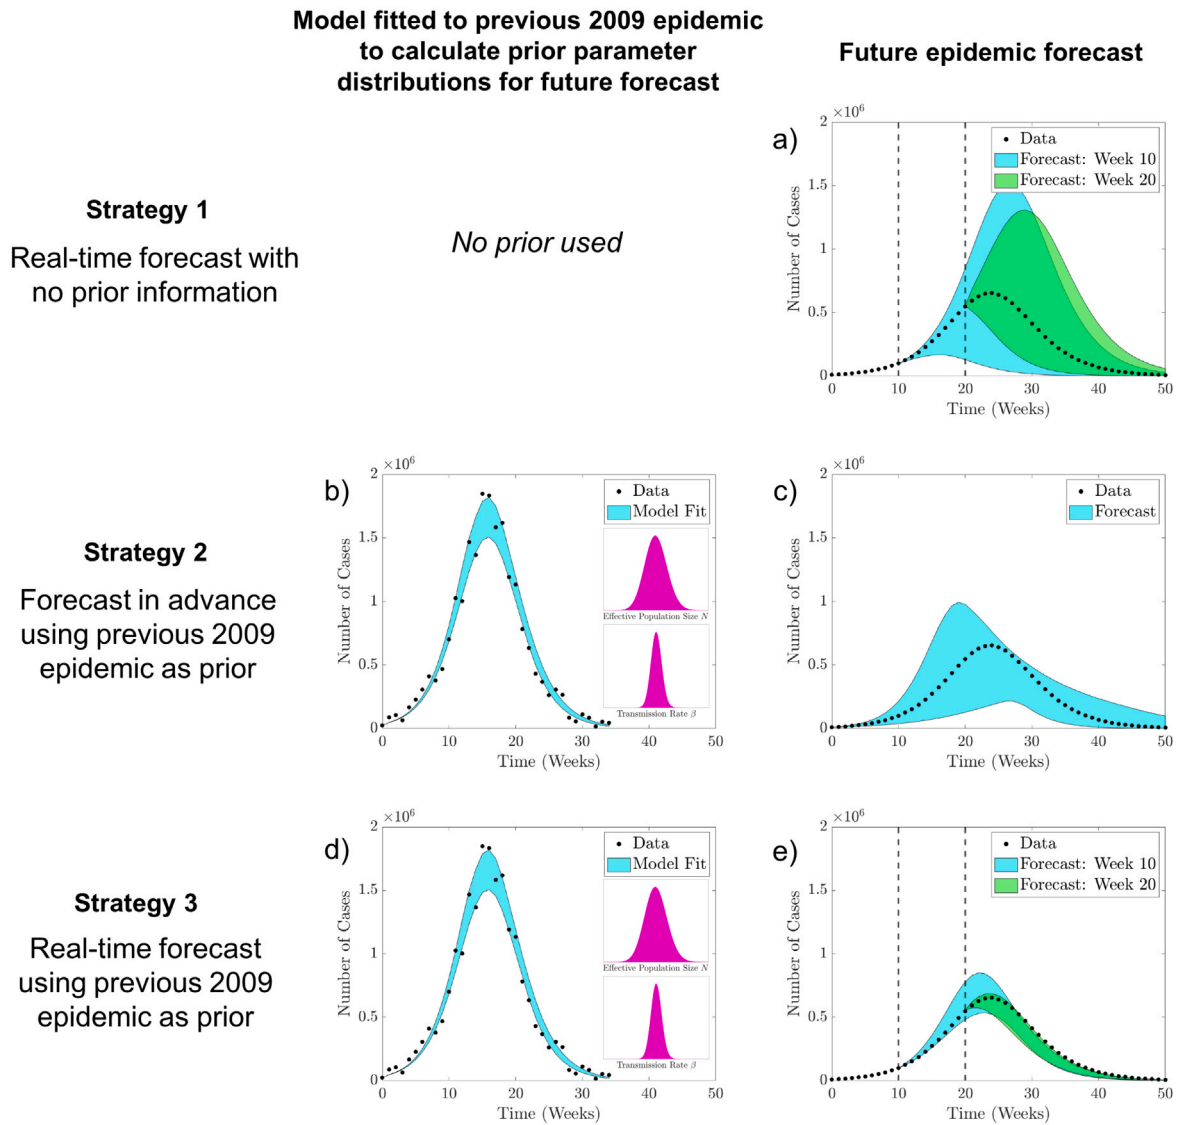 Model fitted to previous 2009 epidemic
to calculate prior parameter
distributions for future forecast
Future epidemic forecast
Strategy 1
Real-time forecast with
no prior information
No prior used
a)
×10⁶
2
1.5
1
0.5
0
Number of Cases
Data
Forecast: Week 10
Forecast: Week 20
0 10 20 30 40 50
Time (Weeks)
Strategy 2
Forecast in advance
using previous 2009
epidemic as prior
b)
×10⁶
2
1.5
1
0.5
0
Number of Cases
Data
Model Fit
Effective Population Size N
Transmission Rate β
0 10 20 30 40 50
Time (Weeks)
c)
×10⁶
2
1.5
1
0.5
0
Number of Cases
Data
Forecast
0 10 20 30 40 50
Time (Weeks)
Strategy 3
Real-time forecast
using previous 2009
epidemic as prior
d)
×10⁶
2
1.5
1
0.5
0
Number of Cases
Data
Model Fit
Effective Population Size N
Transmission Rate β
0 10 20 30 40 50
Time (Weeks)
e)
×10⁶
2
1.5
1
0.5
0
Number of Cases
Data
Forecast: Week 10
Forecast: Week 20
0 10 20 30 40 50
Time (Weeks)